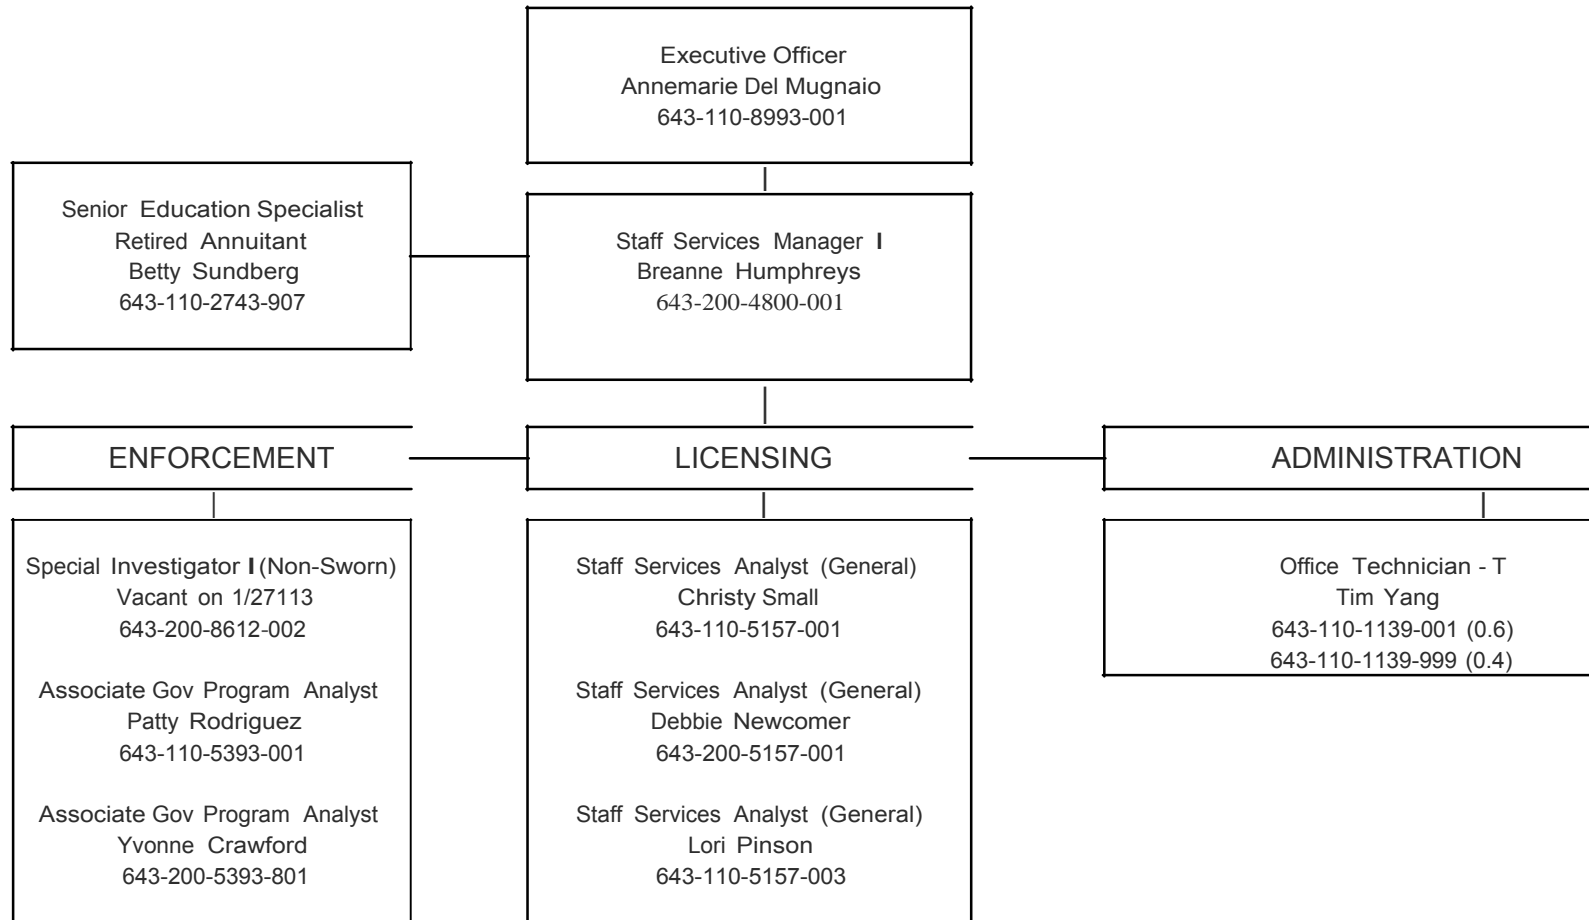 Executive Officer
Annemarie Del Mugnaio
643-110-8993-001
Senior Education Specialist
Retired Annuitant
Betty Sundberg
643-110-2743-907
Staff Services Manager I
Breanne Humphreys
643-200-4800-001
ENFORCEMENT
LICENSING
ADMINISTRATION
Special Investigator I (Non-Sworn)
Vacant on 1/27113
643-200-8612-002
Associate Gov Program Analyst
Patty Rodriguez
643-110-5393-001
Associate Gov Program Analyst
Yvonne Crawford
643-200-5393-801
Staff Services Analyst (General)
Christy Small
643-110-5157-001
Staff Services Analyst (General)
Debbie Newcomer
643-200-5157-001
Staff Services Analyst (General)
Lori Pinson
643-110-5157-003
Office Technician - T
Tim Yang
643-110-1139-001 (0.6)
643-110-1139-999 (0.4)